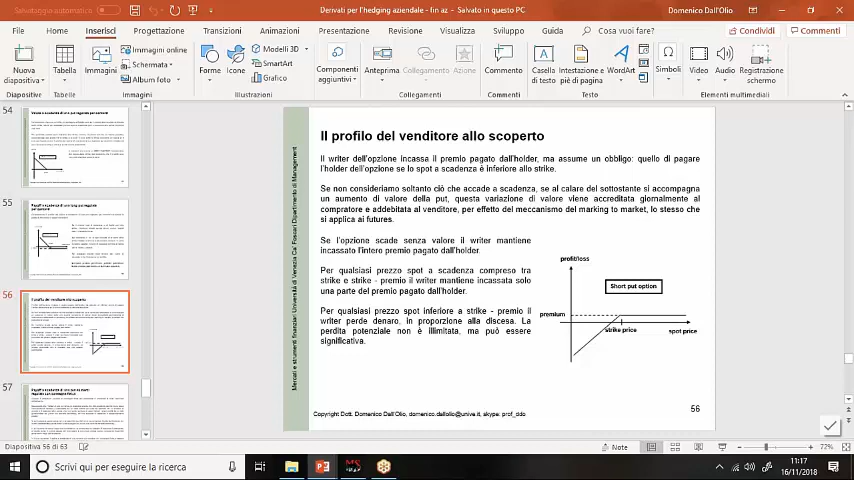 Salvataggio automatico
Derivati per l'hedging aziendale - fin az - Salvato in questo PC
Domenico Dall'Olio
File
Home
Inserisci
Progettazione
Transizioni
Animazioni
Presentazione
Revisione
Visualizza
Sviluppo
Guida
Cosa vuoi fare?
Condividi
Commenti
Nuova diapositiva
Tabella
Immagini
Immagini online
Schermata
Album foto
Forme
Icone
Modelli 3D
SmartArt
Grafico
Componenti aggiuntivi
Anteprima
Collegamento
Azione
Commento
Casella di testo
Intestazione e piè di pagina
WordArt
Simboli
Video
Audio
Registrazione schermo
Diapositive
Tabelle
Immagini
Illustrazioni
Collegamenti
Commenti
Testo
Elementi multimediali
54
55
56
57
Il profilo del venditore allo scoperto
Il writer dell'opzione incassa il premio pagato dall'holder, ma assume un obbligo: quello di pagare
l'holder dell'opzione se lo spot a scadenza è inferiore allo strike.
Se non consideriamo soltanto ciò che accade a scadenza, se al calare del sottostante si accompagna
un aumento di valore della put, questa variazione di valore viene accreditata giornalmente al
compratore e addebitata al venditore, per effetto del meccanismo del marking to market, lo stesso che
si applica ai futures.
Se l'opzione scade senza valore il writer mantiene
incassato l'intero premio pagato dall'holder.
Per qualsiasi prezzo spot a scadenza compreso tra
strike e strike - premio il writer mantiene incassata solo
una parte del premio pagato dall'holder.
Per qualsiasi prezzo spot inferiore a strike - premio il
writer perde denaro, in proporzione alla discesa. La
perdita potenziale non è illimitata, ma può essere
significativa.
profit/loss
Short put option
premium
strike price
spot price
Mercati e strumenti finanziari Università di Venezia Ca' Foscari Dipartimento di Management
Copyright Dott. Domenico Dall'Olio, domenico.dallolio@unive.it, skype: prof_ddo
56
Diapositiva 56 di 63
Note
72%
Scrivi qui per eseguire la ricerca
11:17
16/11/2018